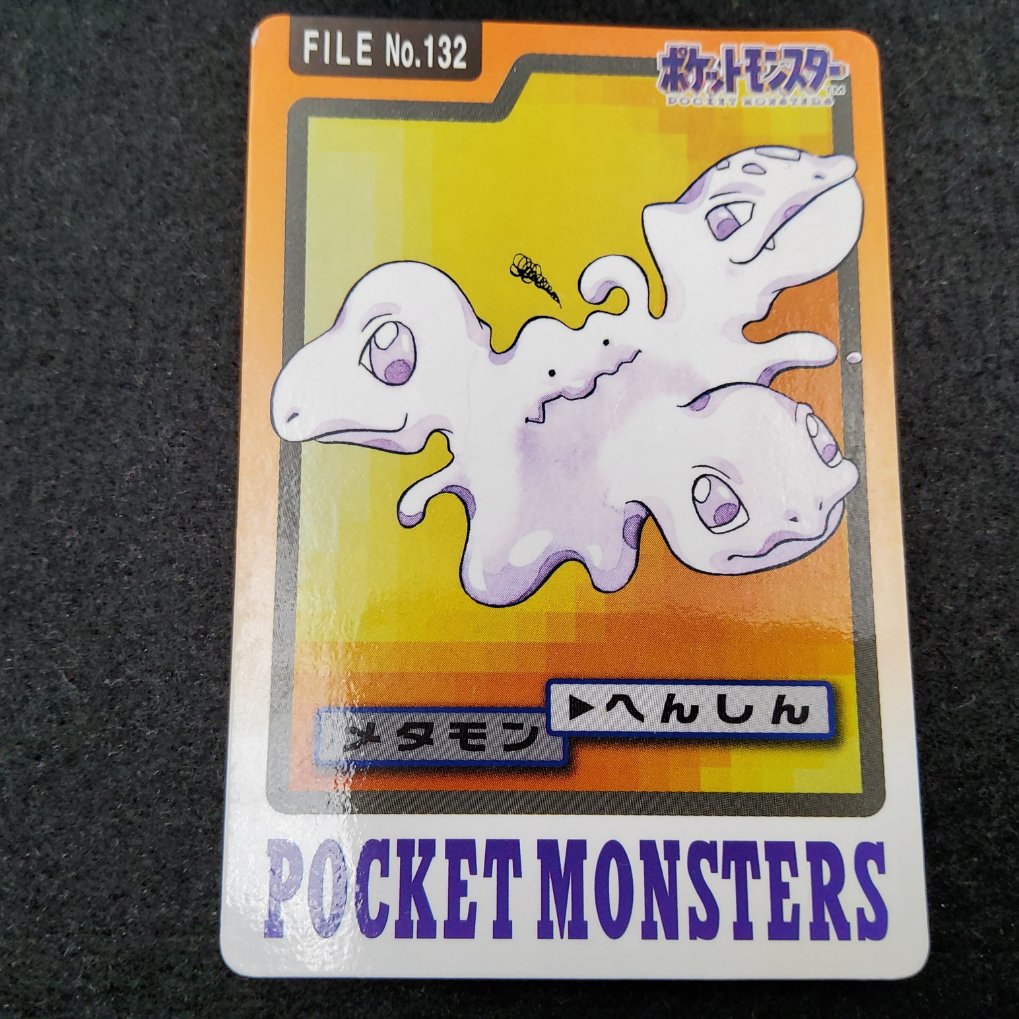 FILE No.132
ポケットモンスター
TM
POCKET MONSTERS
▶へんしん
メタモン
POCKET MONSTERS